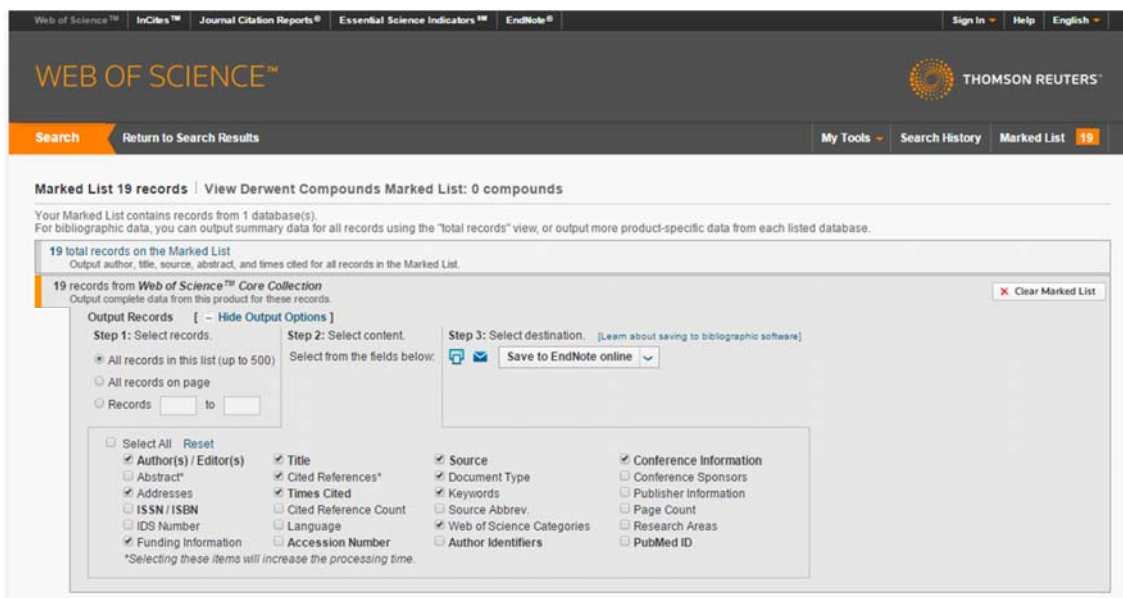 Web of Science™ InCites™ Journal Citation Reports® Essential Science Indicators℠ EndNote® Sign In Help English
WEB OF SCIENCE™ THOMSON REUTERS™
Search Return to Search Results My Tools Search History Marked List 19
Marked List 19 records | View Derwent Compounds Marked List: 0 compounds
Your Marked List contains records from 1 database(s).
For bibliographic data, you can output summary data for all records using the "total records" view, or output more product-specific data from each listed database.
19 total records on the Marked List
Output author, title, source, abstract, and times cited for all records in the Marked List.
19 records from Web of Science™ Core Collection Clear Marked List
Output complete data from this product for these records.
Output Records [ – Hide Output Options ]
Step 1: Select records. Step 2: Select content. Step 3: Select destination. [Learn about saving to bibliographic software]
All records in this list (up to 500) Select from the fields below: Save to EndNote online
All records on page
Records to
Select All Reset
Author(s) / Editor(s) Title Source Conference Information
Abstract* Cited References* Document Type Conference Sponsors
Addresses Times Cited Keywords Publisher Information
ISSN / ISBN Cited Reference Count Source Abbrev. Page Count
IDS Number Language Web of Science Categories Research Areas
Funding Information Accession Number Author Identifiers PubMed ID
*Selecting these items will increase the processing time.